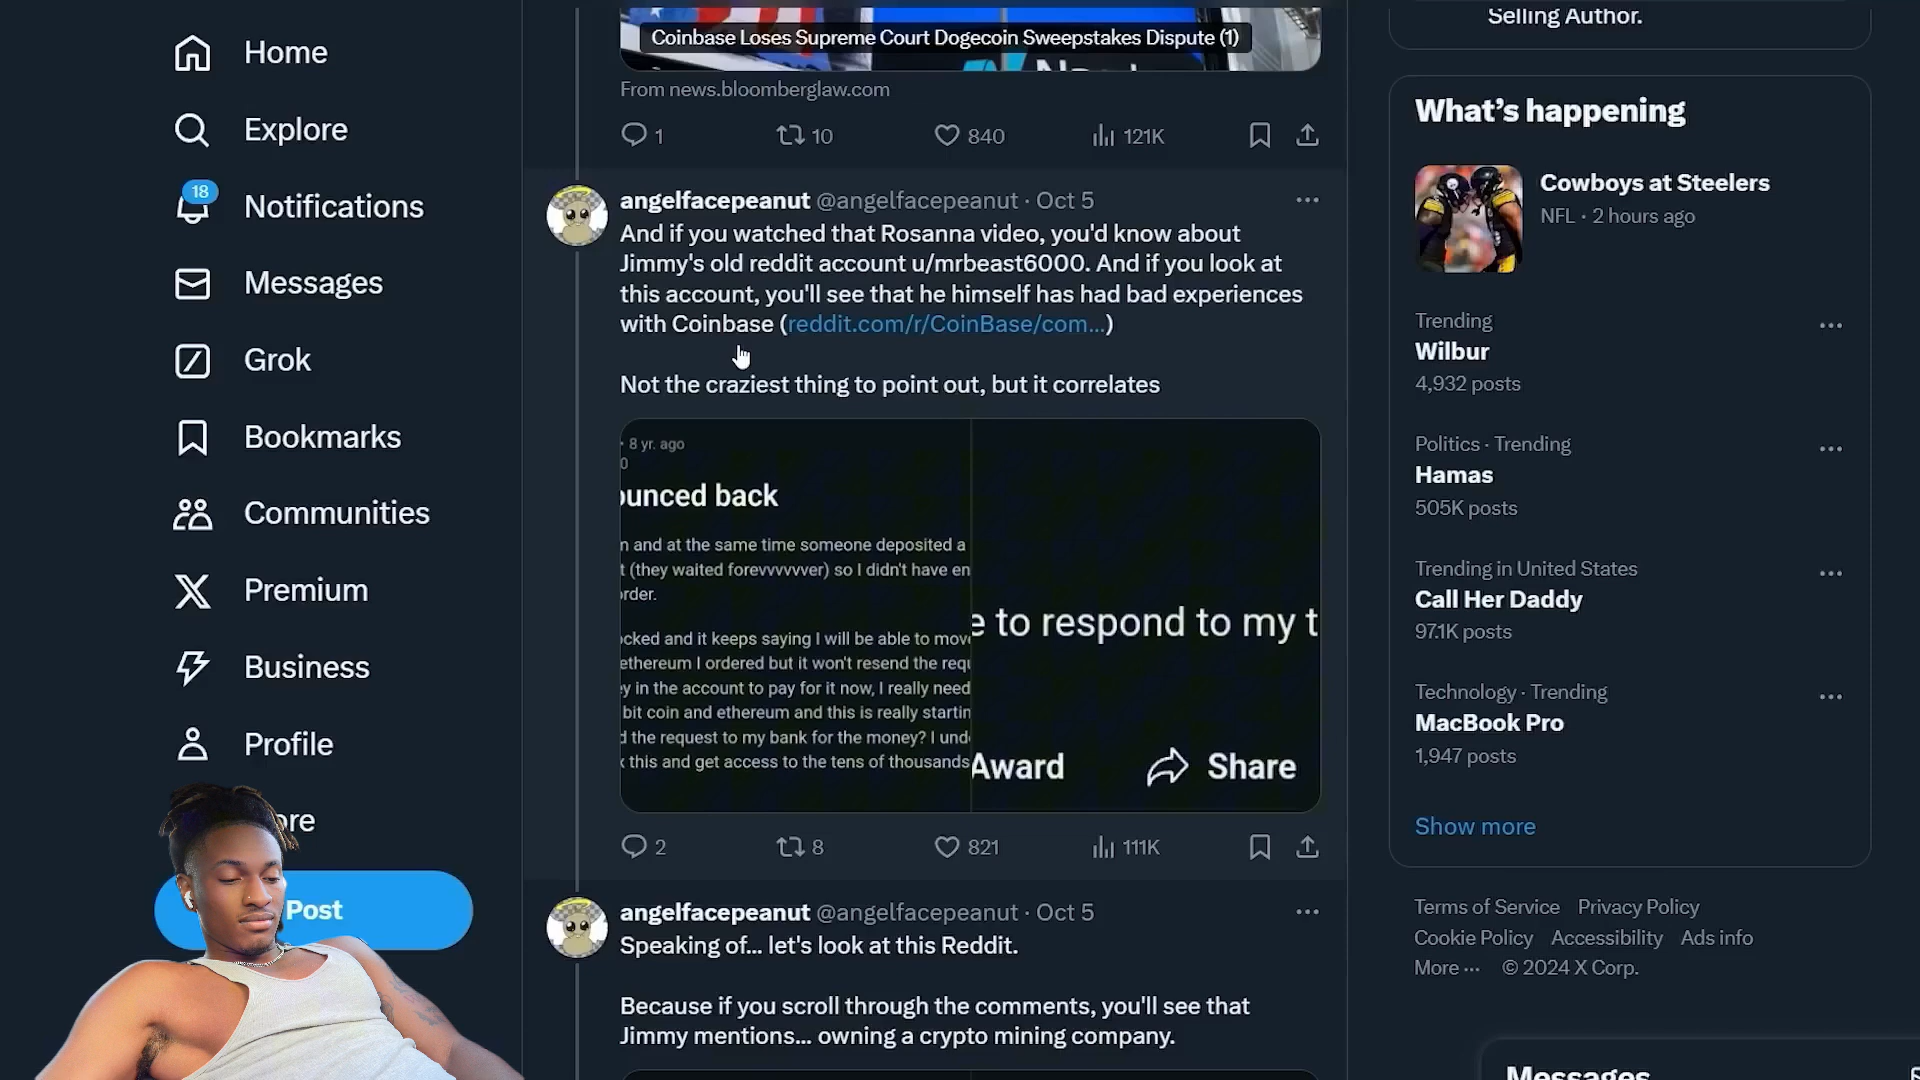 Home
Explore
18
Notifications
Messages
Grok
Bookmarks
Communities
Premium
Business
Profile
ore
Post
Coinbase Loses Supreme Court Dogecoin Sweepstakes Dispute (1)
From news.bloomberglaw.com
1 10 840 121K
angelfacepeanut @angelfacepeanut · Oct 5
And if you watched that Rosanna video, you'd know about
Jimmy's old reddit account u/mrbeast6000. And if you look at
this account, you'll see that he himself has had bad experiences
with Coinbase (reddit.com/r/CoinBase/com...)
Not the craziest thing to point out, but it correlates
• 8 yr. ago
0
ounced back
n and at the same time someone deposited a
t (they waited forevvvvvver) so I didn't have en
order.
ocked and it keeps saying I will be able to move
ethereum I ordered but it won't resend the requ
y in the account to pay for it now, I really need
bit coin and ethereum and this is really startin
d the request to my bank for the money? I und
k this and get access to the tens of thousands
e to respond to my t
Award Share
2 8 821 111K
angelfacepeanut @angelfacepeanut · Oct 5
Speaking of... let's look at this Reddit.
Because if you scroll through the comments, you'll see that
Jimmy mentions... owning a crypto mining company.
Selling Author.
What's happening
Cowboys at Steelers
NFL · 2 hours ago
Trending
Wilbur
4,932 posts
Politics · Trending
Hamas
505K posts
Trending in United States
Call Her Daddy
97.1K posts
Technology · Trending
MacBook Pro
1,947 posts
Show more
Terms of Service Privacy Policy
Cookie Policy Accessibility Ads info
More ··· © 2024 X Corp.
Messages